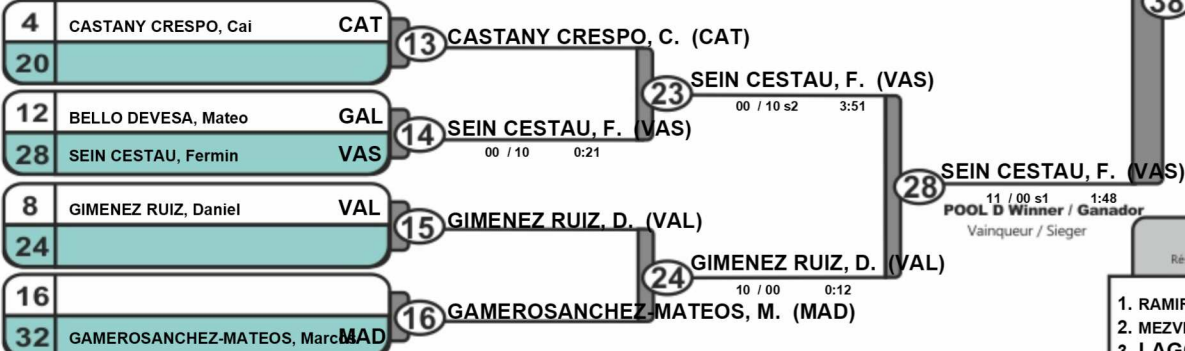 4 CASTANY CRESPO, Cai CAT
20
12 BELLO DEVESA, Mateo GAL
28 SEIN CESTAU, Fermin VAS
8 GIMENEZ RUIZ, Daniel VAL
24
16
32 GAMEROSANCHEZ-MATEOS, Marcos MAD
13 CASTANY CRESPO, C. (CAT)
14 SEIN CESTAU, F. (VAS)
00 / 10 0:21
15 GIMENEZ RUIZ, D. (VAL)
16 GAMEROSANCHEZ-MATEOS, M. (MAD)
23 SEIN CESTAU, F. (VAS)
00 / 10 s2 3:51
24 GIMENEZ RUIZ, D. (VAL)
10 / 00 0:12
28 SEIN CESTAU, F. (VAS)
11 / 00 s1 1:48
POOL D Winner / Ganador
Vainqueur / Sieger
38
Ré
1. RAMIR
2. MEZVR
3. LAGO